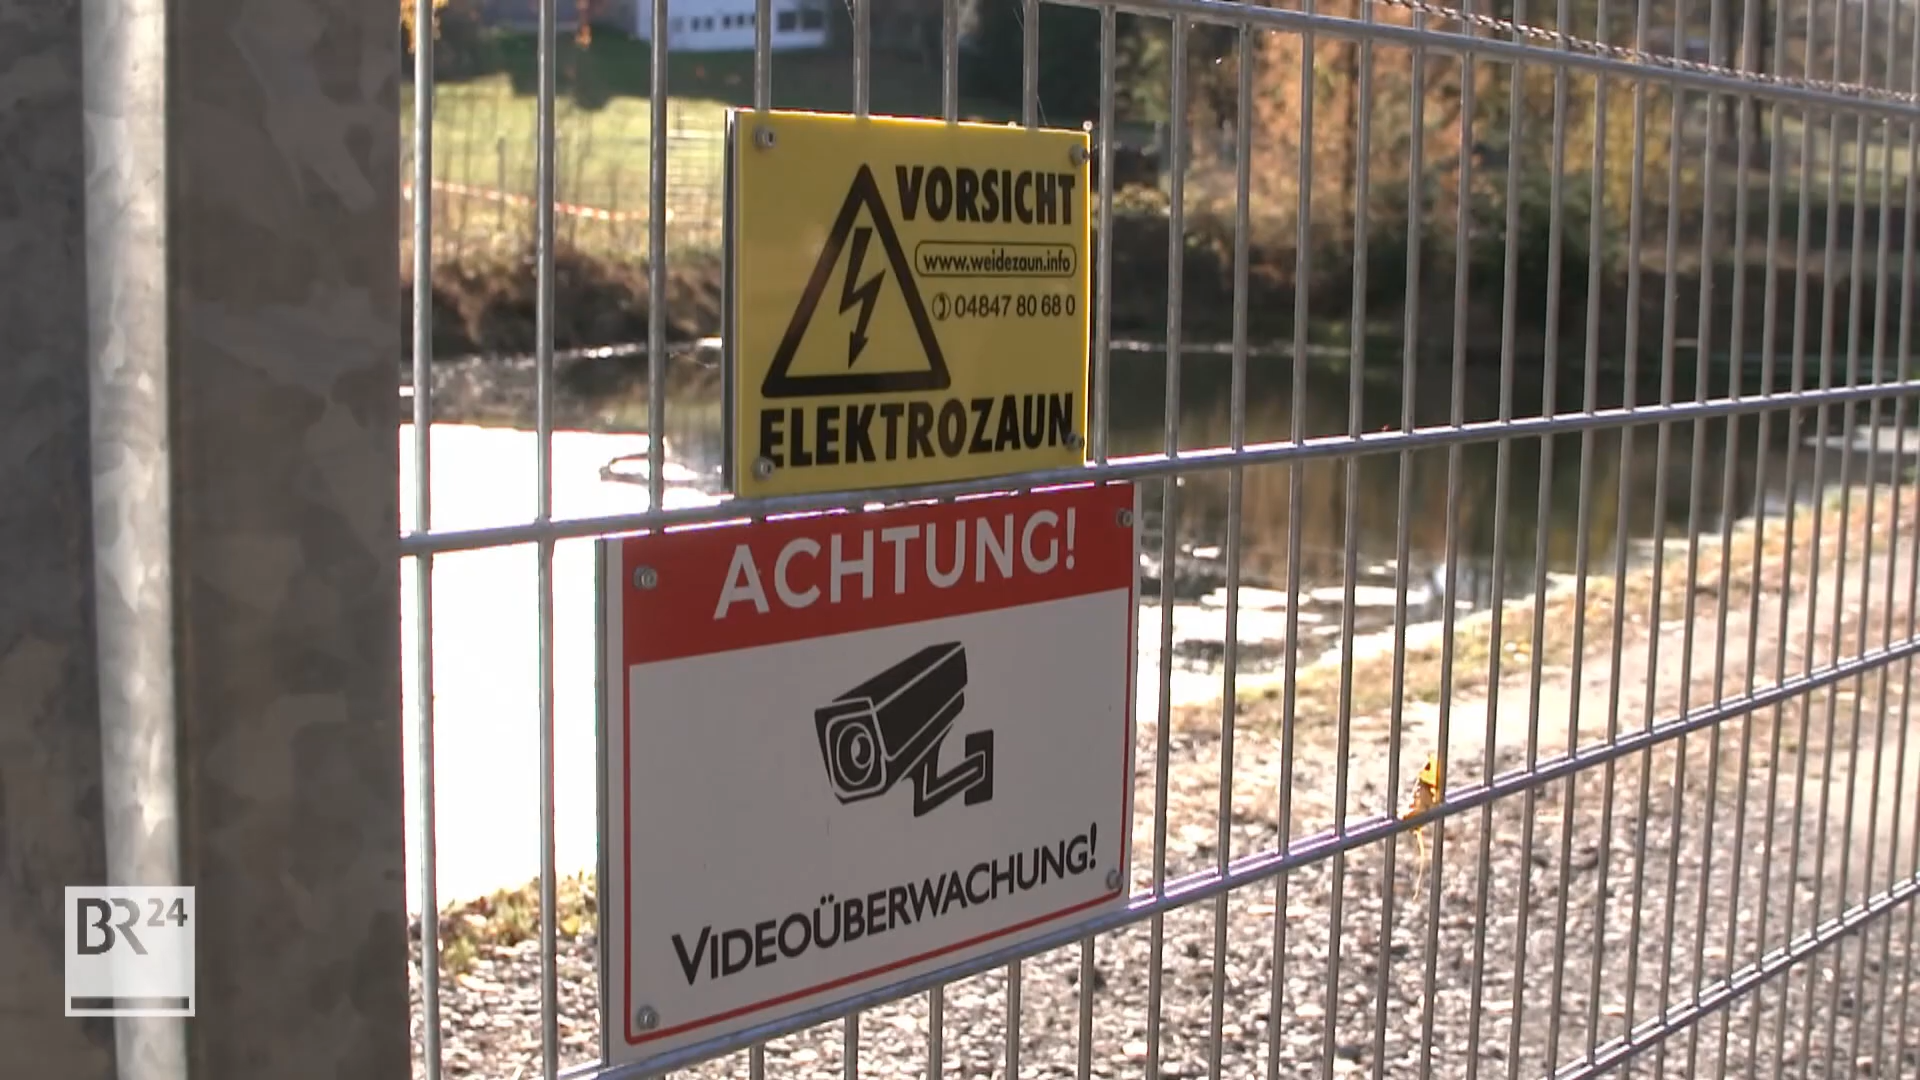 VORSICHT
www.weidezaun.info
04847 80 68 0
ELEKTROZAUN
ACHTUNG!
VIDEOÜBERWACHUNG!
BR24